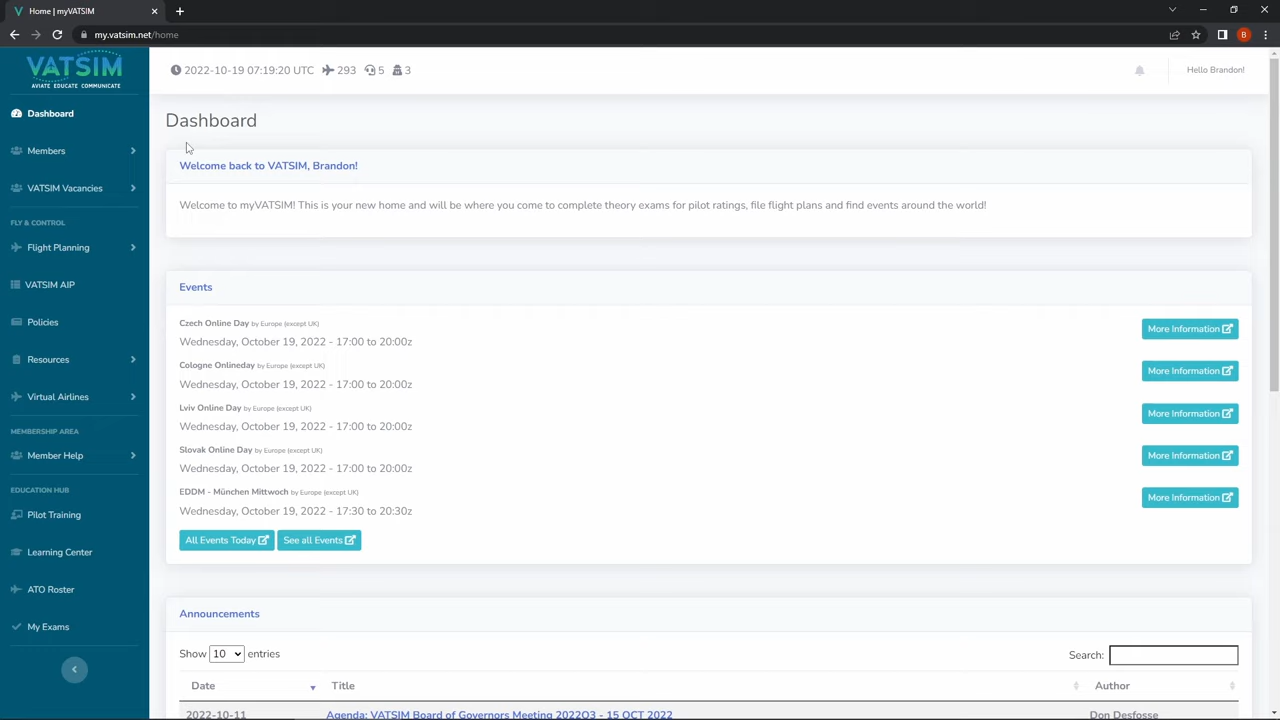 Home | myVATSIM
my.vatsim.net/home
B
VATSIM
AVIATE EDUCATE COMMUNICATE
2022-10-19 07:19:20 UTC 293 5 3
Hello Brandon!
Dashboard
Members
VATSIM Vacancies
FLY & CONTROL
Flight Planning
VATSIM AIP
Policies
Resources
Virtual Airlines
MEMBERSHIP AREA
Member Help
EDUCATION HUB
Pilot Training
Learning Center
ATO Roster
My Exams
Dashboard
Welcome back to VATSIM, Brandon!
Welcome to myVATSIM! This is your new home and will be where you come to complete theory exams for pilot ratings, file flight plans and find events around the world!
Events
Czech Online Day by Europe (except UK)
Wednesday, October 19, 2022 - 17:00 to 20:00z
More Information
Cologne Onlineday by Europe (except UK)
Wednesday, October 19, 2022 - 17:00 to 20:00z
More Information
Lviv Online Day by Europe (except UK)
Wednesday, October 19, 2022 - 17:00 to 20:00z
More Information
Slovak Online Day by Europe (except UK)
Wednesday, October 19, 2022 - 17:00 to 20:00z
More Information
EDDM - München Mittwoch by Europe (except UK)
Wednesday, October 19, 2022 - 17:30 to 20:30z
More Information
All Events Today See all Events
Announcements
Show 10 entries Search:
Date Title Author
2022-10-11 Agenda: VATSIM Board of Governors Meeting 2022Q3 - 15 OCT 2022 Don Desfosse